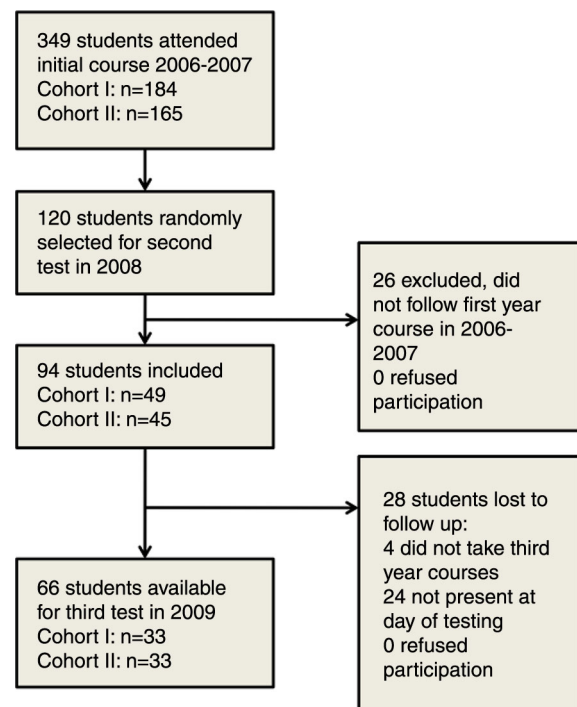 349 students attended
initial course 2006-2007
Cohort I: n=184
Cohort II: n=165
120 students randomly
selected for second
test in 2008
26 excluded, did
not follow first year
course in 2006-
2007
0 refused
participation
94 students included
Cohort I: n=49
Cohort II: n=45
28 students lost to
follow up:
4 did not take third
year courses
24 not present at
day of testing
0 refused
participation
66 students available
for third test in 2009
Cohort I: n=33
Cohort II: n=33